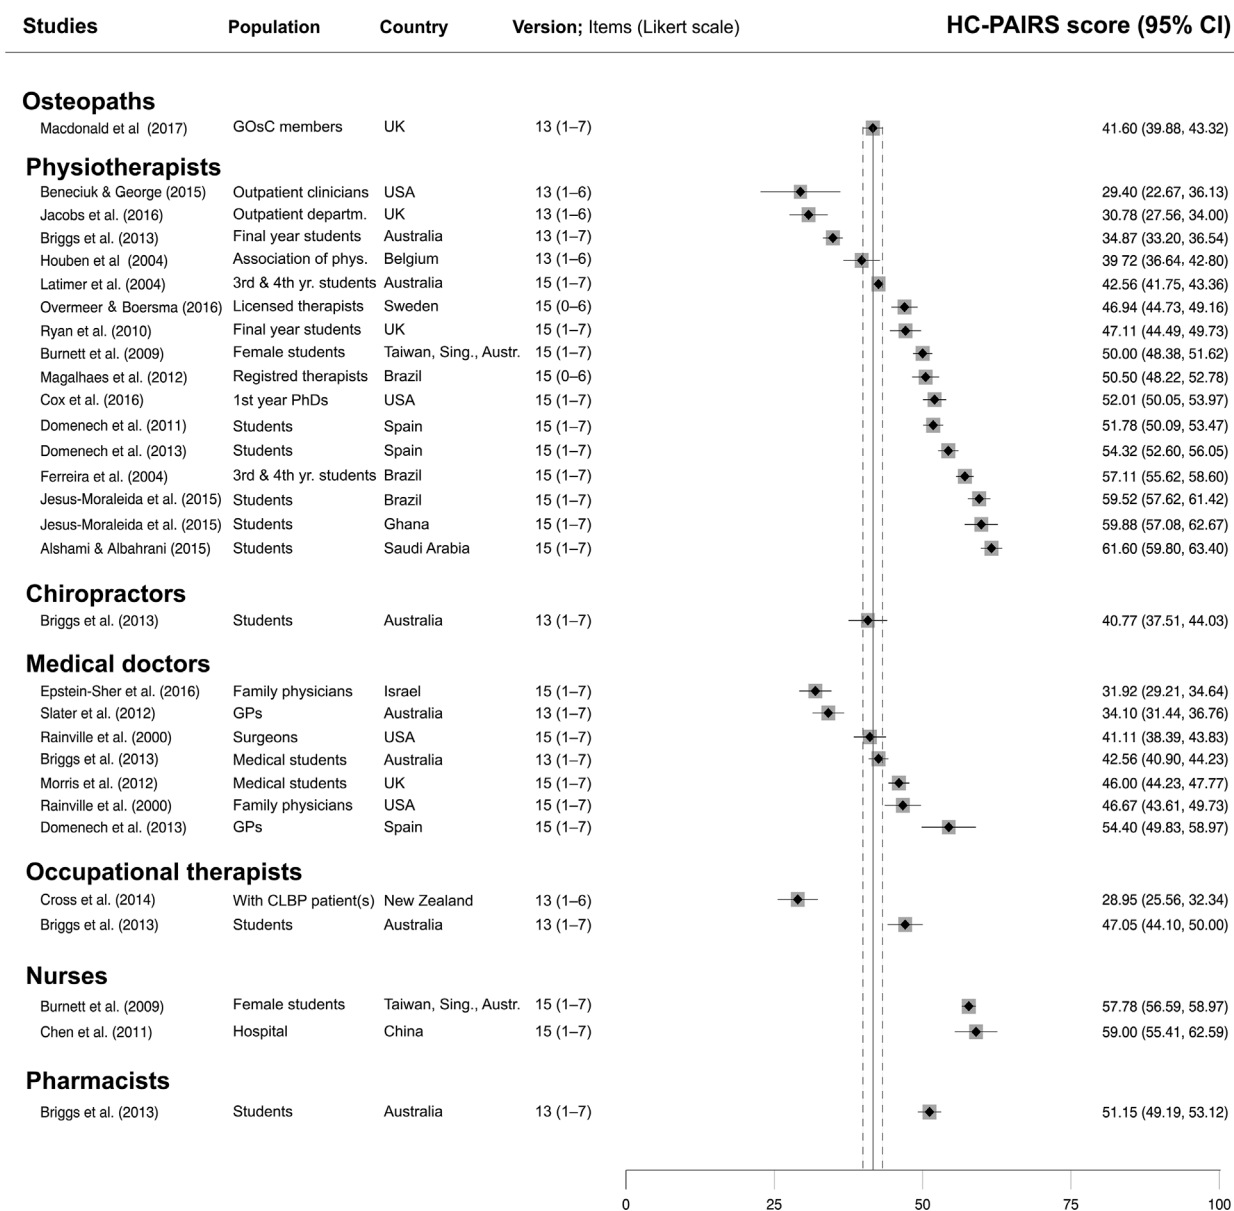 Studies Population Country Version; Items (Likert scale) HC-PAIRS score (95% CI)
Osteopaths
Macdonald et al (2017) GOsC members UK 13 (1–7) 41.60 (39.88, 43.32)
Physiotherapists
Beneciuk & George (2015) Outpatient clinicians USA 13 (1–6) 29.40 (22.67, 36.13)
Jacobs et al. (2016) Outpatient departm. UK 13 (1–6) 30.78 (27.56, 34.00)
Briggs et al. (2013) Final year students Australia 13 (1–7) 34.87 (33.20, 36.54)
Houben et al (2004) Association of phys. Belgium 13 (1–6) 39 72 (36.64, 42.80)
Latimer et al. (2004) 3rd & 4th yr. students Australia 15 (1–7) 42.56 (41.75, 43.36)
Overmeer & Boersma (2016) Licensed therapists Sweden 15 (0–6) 46.94 (44.73, 49.16)
Ryan et al. (2010) Final year students UK 15 (1–7) 47.11 (44.49, 49.73)
Burnett et al. (2009) Female students Taiwan, Sing., Austr. 15 (1–7) 50.00 (48.38, 51.62)
Magalhaes et al. (2012) Registred therapists Brazil 15 (0–6) 50.50 (48.22, 52.78)
Cox et al. (2016) 1st year PhDs USA 15 (1–7) 52.01 (50.05, 53.97)
Domenech et al. (2011) Students Spain 15 (1–7) 51.78 (50.09, 53.47)
Domenech et al. (2013) Students Spain 15 (1–7) 54.32 (52.60, 56.05)
Ferreira et al. (2004) 3rd & 4th yr. students Brazil 15 (1–7) 57.11 (55.62, 58.60)
Jesus-Moraleida et al. (2015) Students Brazil 15 (1–7) 59.52 (57.62, 61.42)
Jesus-Moraleida et al. (2015) Students Ghana 15 (1–7) 59.88 (57.08, 62.67)
Alshami & Albahrani (2015) Students Saudi Arabia 15 (1–7) 61.60 (59.80, 63.40)
Chiropractors
Briggs et al. (2013) Students Australia 13 (1–7) 40.77 (37.51, 44.03)
Medical doctors
Epstein-Sher et al. (2016) Family physicians Israel 15 (1–7) 31.92 (29.21, 34.64)
Slater et al. (2012) GPs Australia 13 (1–7) 34.10 (31.44, 36.76)
Rainville et al. (2000) Surgeons USA 15 (1–7) 41.11 (38.39, 43.83)
Briggs et al. (2013) Medical students Australia 13 (1–7) 42.56 (40.90, 44.23)
Morris et al. (2012) Medical students UK 15 (1–7) 46.00 (44.23, 47.77)
Rainville et al. (2000) Family physicians USA 15 (1–7) 46.67 (43.61, 49.73)
Domenech et al. (2013) GPs Spain 15 (1–7) 54.40 (49.83, 58.97)
Occupational therapists
Cross et al. (2014) With CLBP patient(s) New Zealand 13 (1–6) 28.95 (25.56, 32.34)
Briggs et al. (2013) Students Australia 13 (1–7) 47.05 (44.10, 50.00)
Nurses
Burnett et al. (2009) Female students Taiwan, Sing., Austr. 15 (1–7) 57.78 (56.59, 58.97)
Chen et al. (2011) Hospital China 15 (1–7) 59.00 (55.41, 62.59)
Pharmacists
Briggs et al. (2013) Students Australia 13 (1–7) 51.15 (49.19, 53.12)
0 25 50 75 100